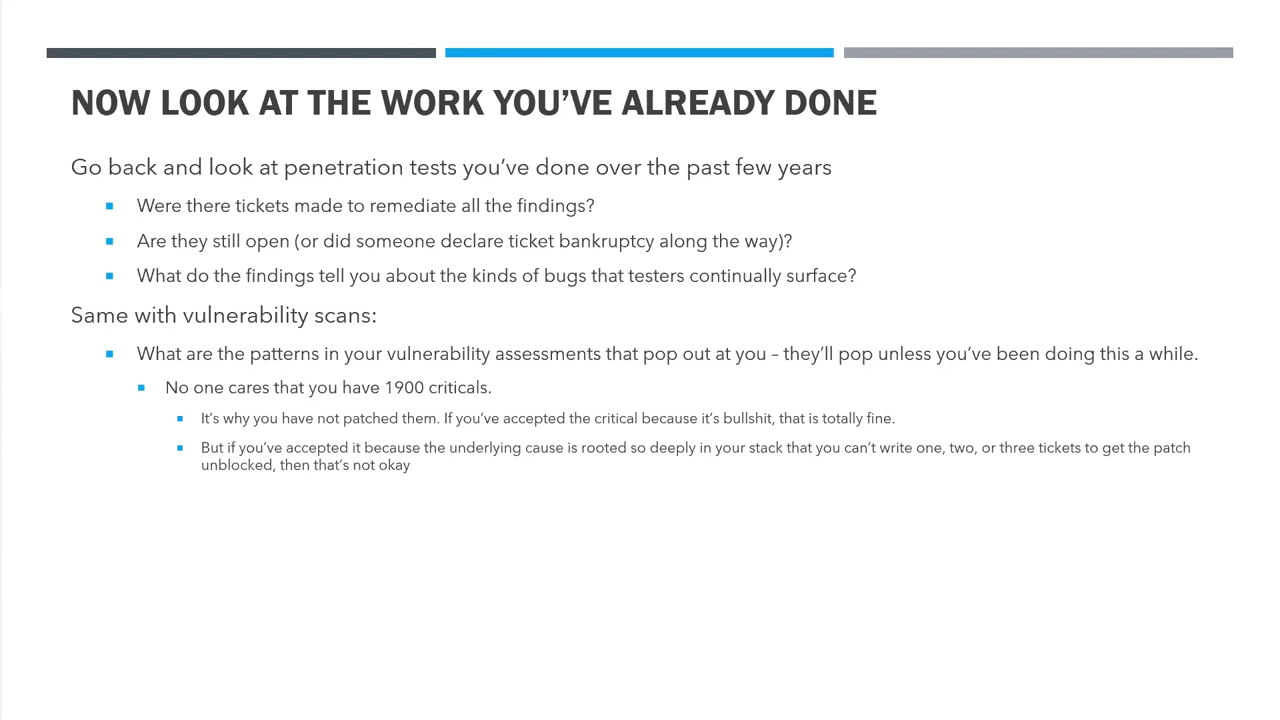 NOW LOOK AT THE WORK YOU’VE ALREADY DONE
Go back and look at penetration tests you’ve done over the past few years
Were there tickets made to remediate all the findings?
Are they still open (or did someone declare ticket bankruptcy along the way)?
What do the findings tell you about the kinds of bugs that testers continually surface?
Same with vulnerability scans:
What are the patterns in your vulnerability assessments that pop out at you – they’ll pop unless you’ve been doing this a while.
No one cares that you have 1900 criticals.
It’s why you have not patched them. If you’ve accepted the critical because it’s bullshit, that is totally fine.
But if you’ve accepted it because the underlying cause is rooted so deeply in your stack that you can’t write one, two, or three tickets to get the patch
unblocked, then that’s not okay